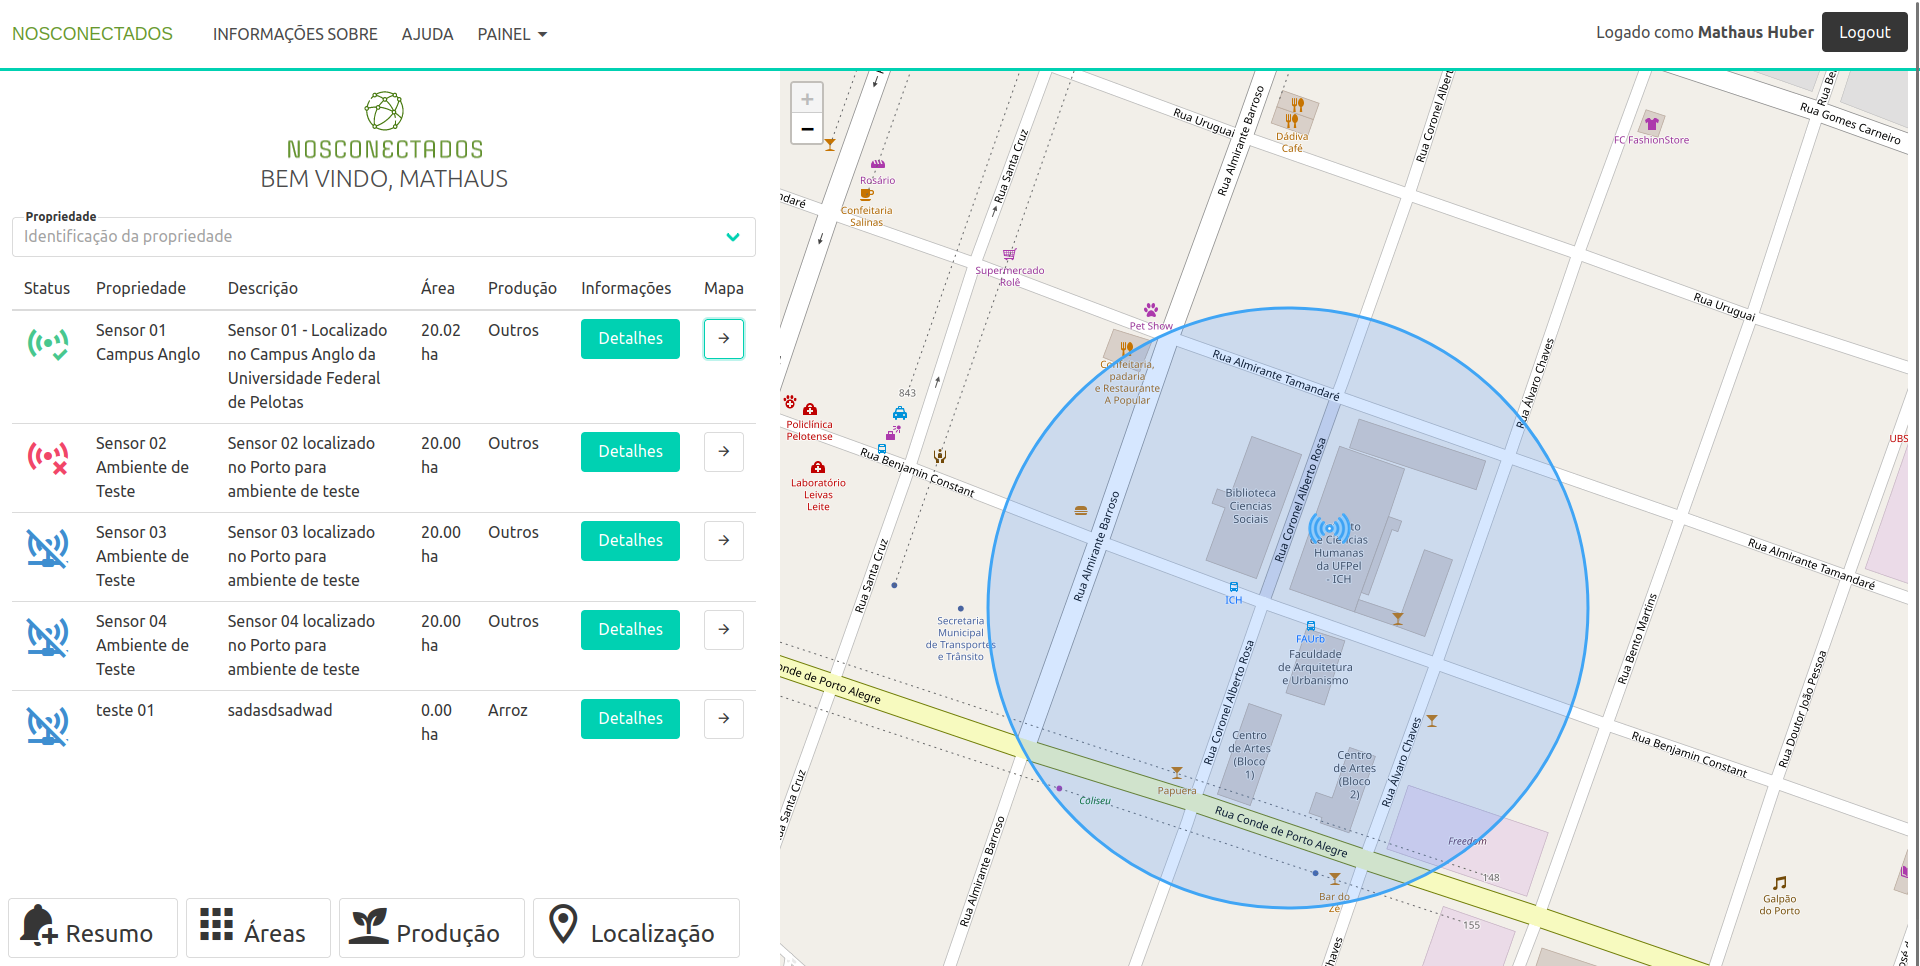 NOSCONECTADOS
INFORMAÇÕES SOBRE
AJUDA
PAINEL
Logado como Mathaus Huber
Logout
NOSCONECTADOS
BEM VINDO, MATHAUS
Propriedade
Identificação da propriedade
Status Propriedade Descrição Área Produção Informações Mapa
Sensor 01 Sensor 01 - Localizado 20.02 Outros Detalhes
Campus Anglo no Campus Anglo da ha
Universidade Federal
de Pelotas
Sensor 02 Sensor 02 localizado 20.00 Outros Detalhes
Ambiente de no Porto para ha
Teste ambiente de teste
Sensor 03 Sensor 03 localizado 20.00 Outros Detalhes
Ambiente de no Porto para ha
Teste ambiente de teste
Sensor 04 Sensor 04 localizado 20.00 Outros Detalhes
Ambiente de no Porto para ha
Teste ambiente de teste
teste 01 sadasdsadwad 0.00 Arroz Detalhes
ha
Resumo
Áreas
Produção
Localização
+
−
Rua Santa Cruz
Rua Almirante Barroso
Rua Uruguai
Dádiva
Café
Rua Coronel Albert
FC FashionStore
Rua Be
Rua Gomes Carneiro
Rosário
Confeitaria
Salinas
ndaré
Supermercado
Rolê
Pet Show
Rua Uruguai
Confeitaria,
padaria
e Restaurante
A Popular
Rua Almirante Tamandaré
Rua Álvaro Chaves
843
Policlínica
Pelotense
Laboratório
Leivas
Leite
Rua Benjamin Constant
UBS
Biblioteca
Ciencias
Sociais
Rua Coronel Alberto Rosa
to
de Ciências
Humanas
da UFPel
- ICH
Rua Almirante Barroso
Rua Santa Cruz
Rua Almirante Tamandaré
ICH
Secretaria
Municipal
de Transportes
e Trânsito
FAUrb
Faculdade
de Arquitetura
e Urbanismo
Rua Bento Martins
Rua Doutor João Pessoa
onde de Porto Alegre
Rua Coronel Alberto Rosa
Centro
de Artes
(Bloco
1)
Centro
de Artes
(Bloco
2)
Rua Álvaro Chaves
Rua Benjamin Constant
Papuera
Coliseu
Rua Conde de Porto Alegre
Freedom
148
ua Santa Cruz
Rua Almirante Barroso
Bar do
Zé
155
Galpão
do Porto
Chaves
osé